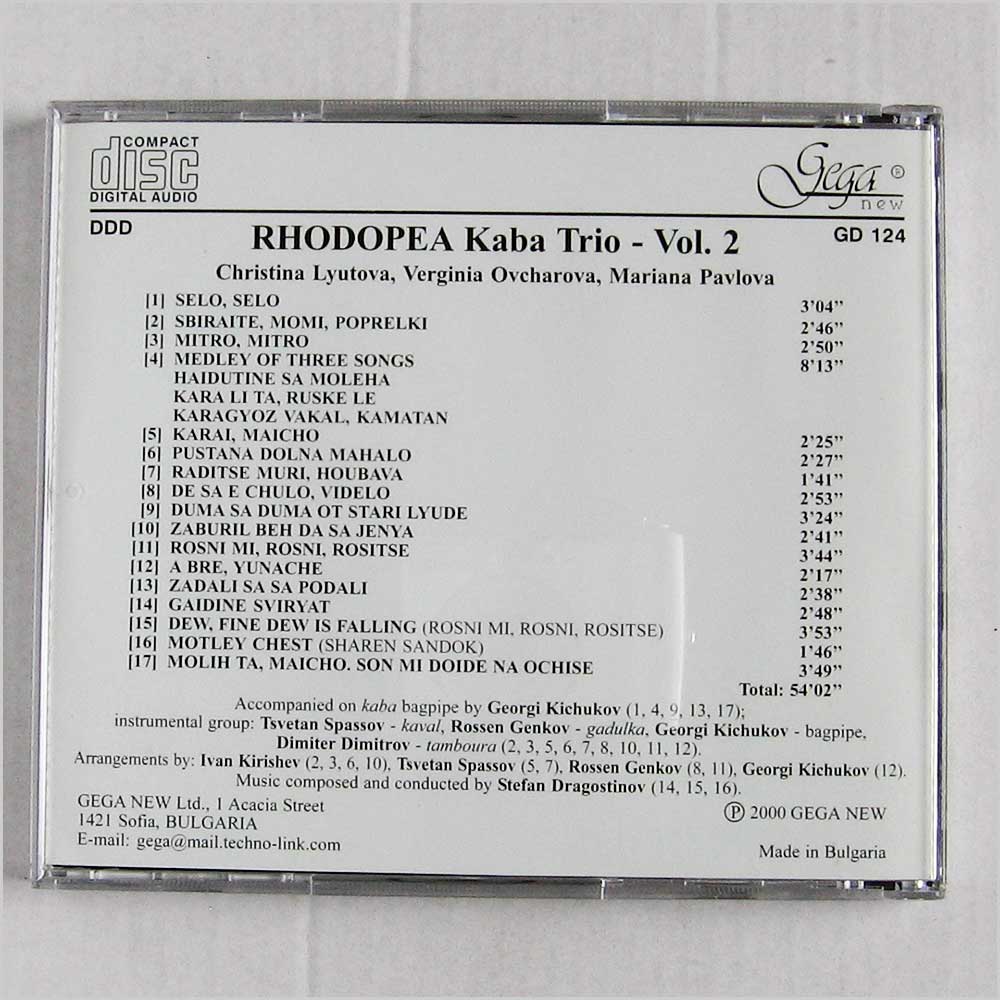 COMPACT
disc
DIGITAL AUDIO
Gega ®
new
DDD
RHODOPEA Kaba Trio - Vol. 2
GD 124
Christina Lyutova, Verginia Ovcharova, Mariana Pavlova
[1] SELO, SELO 3’04”
[2] SBIRAITE, MOMI, POPRELKI 2’46”
[3] MITRO, MITRO 2’50”
[4] MEDLEY OF THREE SONGS 8’13”
HAIDUTINE SA MOLEHA
KARA LI TA, RUSKE LE
KARAGYOZ VAKAL, KAMATAN
[5] KARAI, MAICHO 2’25”
[6] PUSTANA DOLNA MAHALO 2’27”
[7] RADITSE MURI, HOUBAVA 1’41”
[8] DE SA E CHULO, VIDELO 2’53”
[9] DUMA SA DUMA OT STARI LYUDE 3’24”
[10] ZABURIL BEH DA SA JENYA 2’41”
[11] ROSNI MI, ROSNI, ROSITSE 3’44”
[12] A BRE, YUNACHE 2’17”
[13] ZADALI SA SA PODALI 2’38”
[14] GAIDINE SVIRYAT 2’48”
[15] DEW, FINE DEW IS FALLING (ROSNI MI, ROSNI, ROSITSE) 3’53”
[16] MOTLEY CHEST (SHAREN SANDOK) 1’46”
[17] MOLIH TA, MAICHO. SON MI DOIDE NA OCHISE 3’49”
Total: 54’02”
Accompanied on kaba bagpipe by Georgi Kichukov (1, 4, 9, 13, 17);
instrumental group: Tsvetan Spassov - kaval, Rossen Genkov - gadulka, Georgi Kichukov - bagpipe,
Dimiter Dimitrov - tamboura (2, 3, 5, 6, 7, 8, 10, 11, 12).
Arrangements by: Ivan Kirishev (2, 3, 6, 10), Tsvetan Spassov (5, 7), Rossen Genkov (8, 11), Georgi Kichukov (12).
Music composed and conducted by Stefan Dragostinov (14, 15, 16).
GEGA NEW Ltd., 1 Acacia Street
1421 Sofia, BULGARIA
E-mail: gega@mail.techno-link.com
℗ 2000 GEGA NEW
Made in Bulgaria